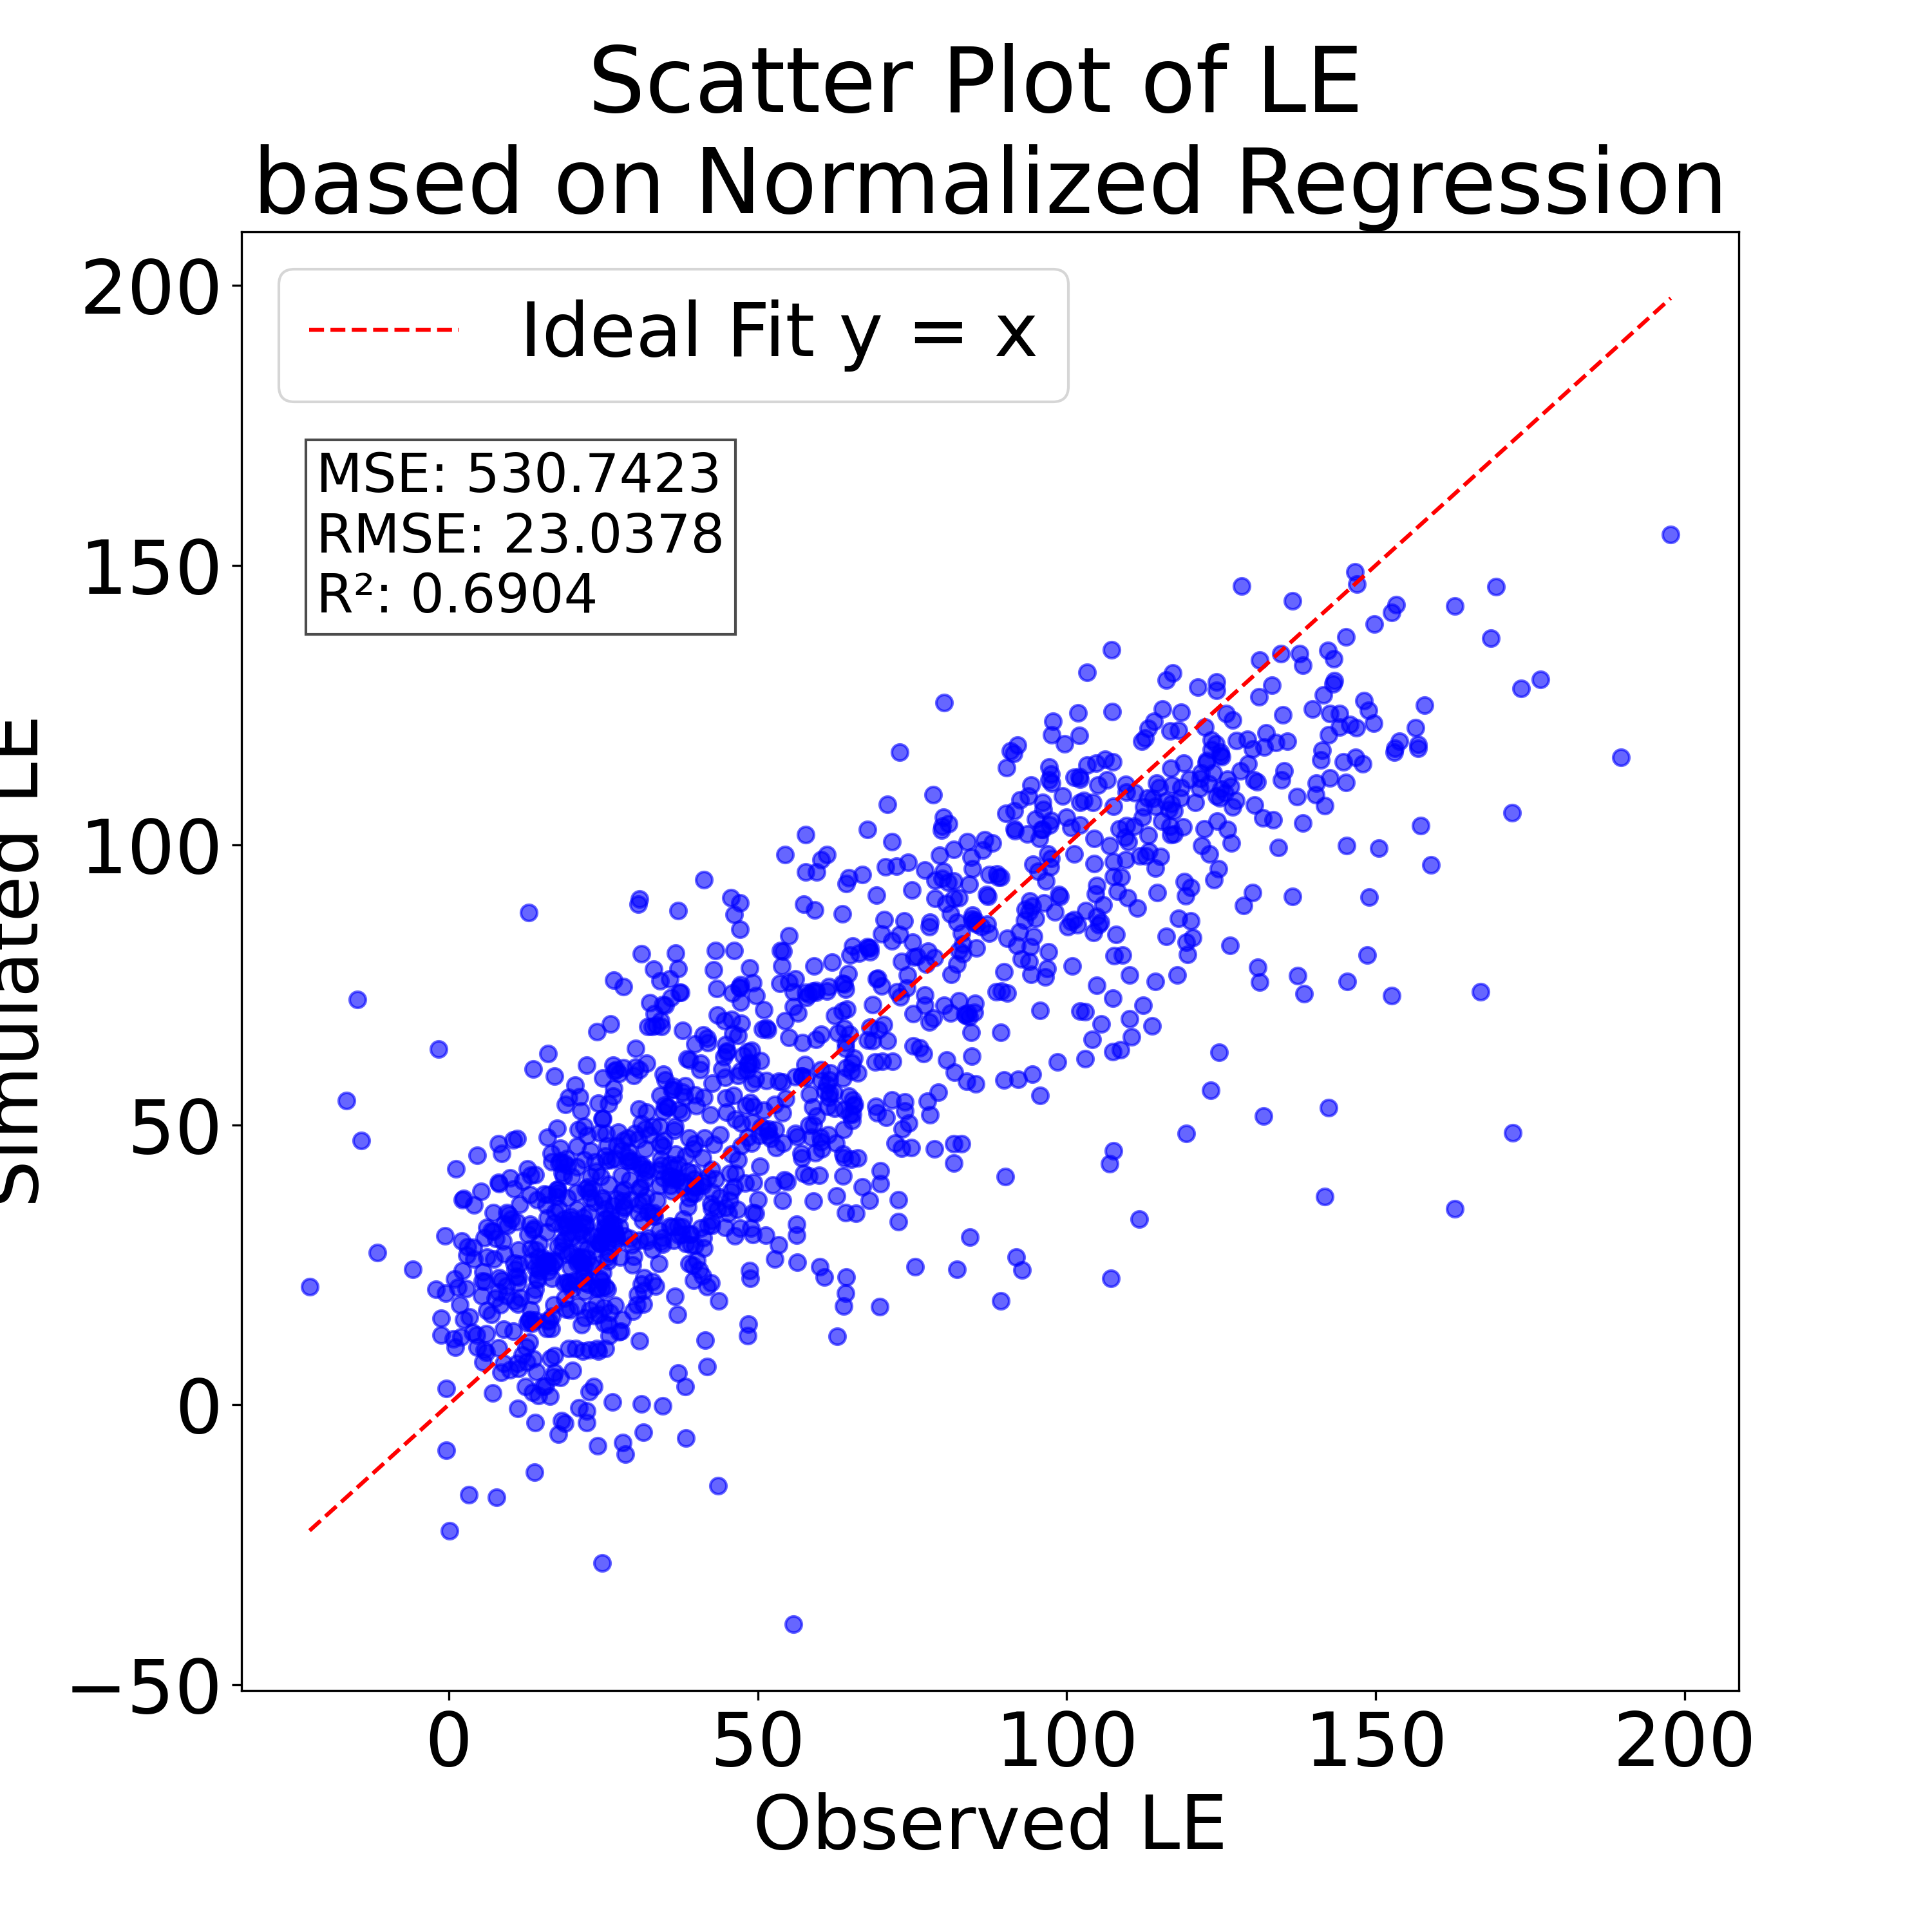 Scatter Plot of LE
based on Normalized Regression
200
150
100
50
0
−50
Simulated LE
Ideal Fit y = x
MSE: 530.7423
RMSE: 23.0378
R²: 0.6904
0
50
100
150
200
Observed LE